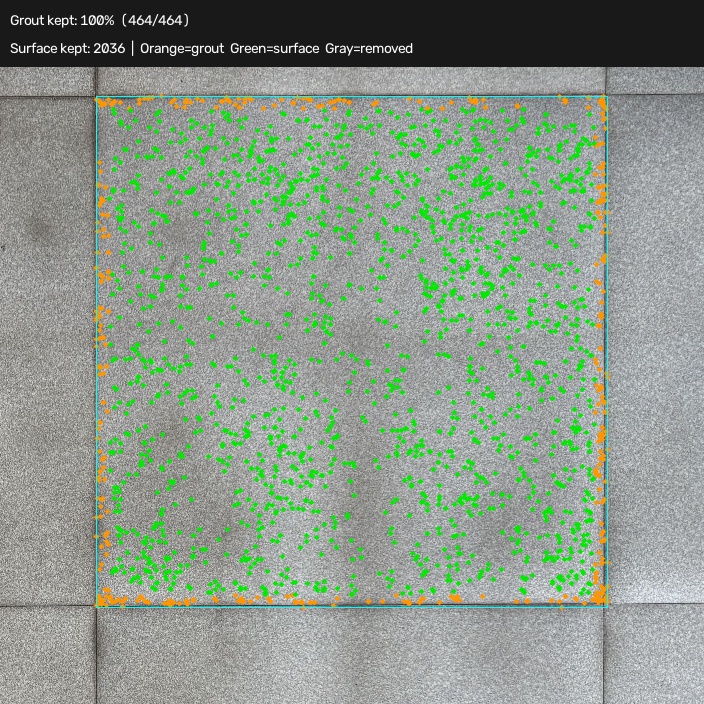 Grout kept: 100% (464/464)
Surface kept: 2036 | Orange=grout Green=surface Gray=removed